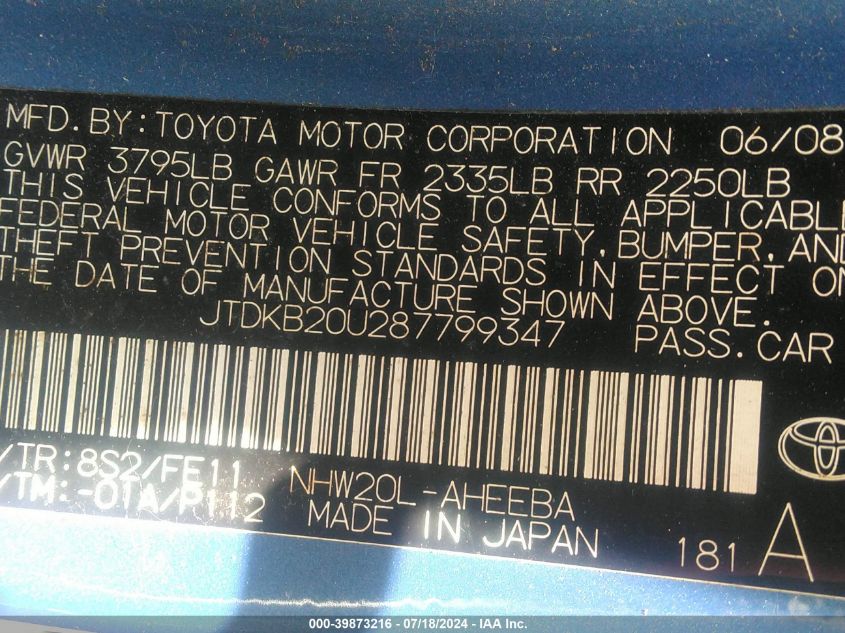 MFD.BY:TOYOTA MOTOR CORPORATION 06/08
GVWR 3795LB GAWR FR 2335LB RR 2250LB
THIS VEHICLE CONFORMS TO ALL APPLICABLE
FEDERAL MOTOR VEHICLE SAFETY,BUMPER,AND
THEFT PREVENTION STANDARDS IN EFFECT ON
THE DATE OF MANUFACTURE SHOWN ABOVE.
JTDKB20U287799347 PASS.CAR
/TR:8S2/FE11 NHW20L-AHEEBA
/TM:-01A/P112 MADE IN JAPAN 181 A
000-39873216 - 07/18/2024 - IAA Inc.